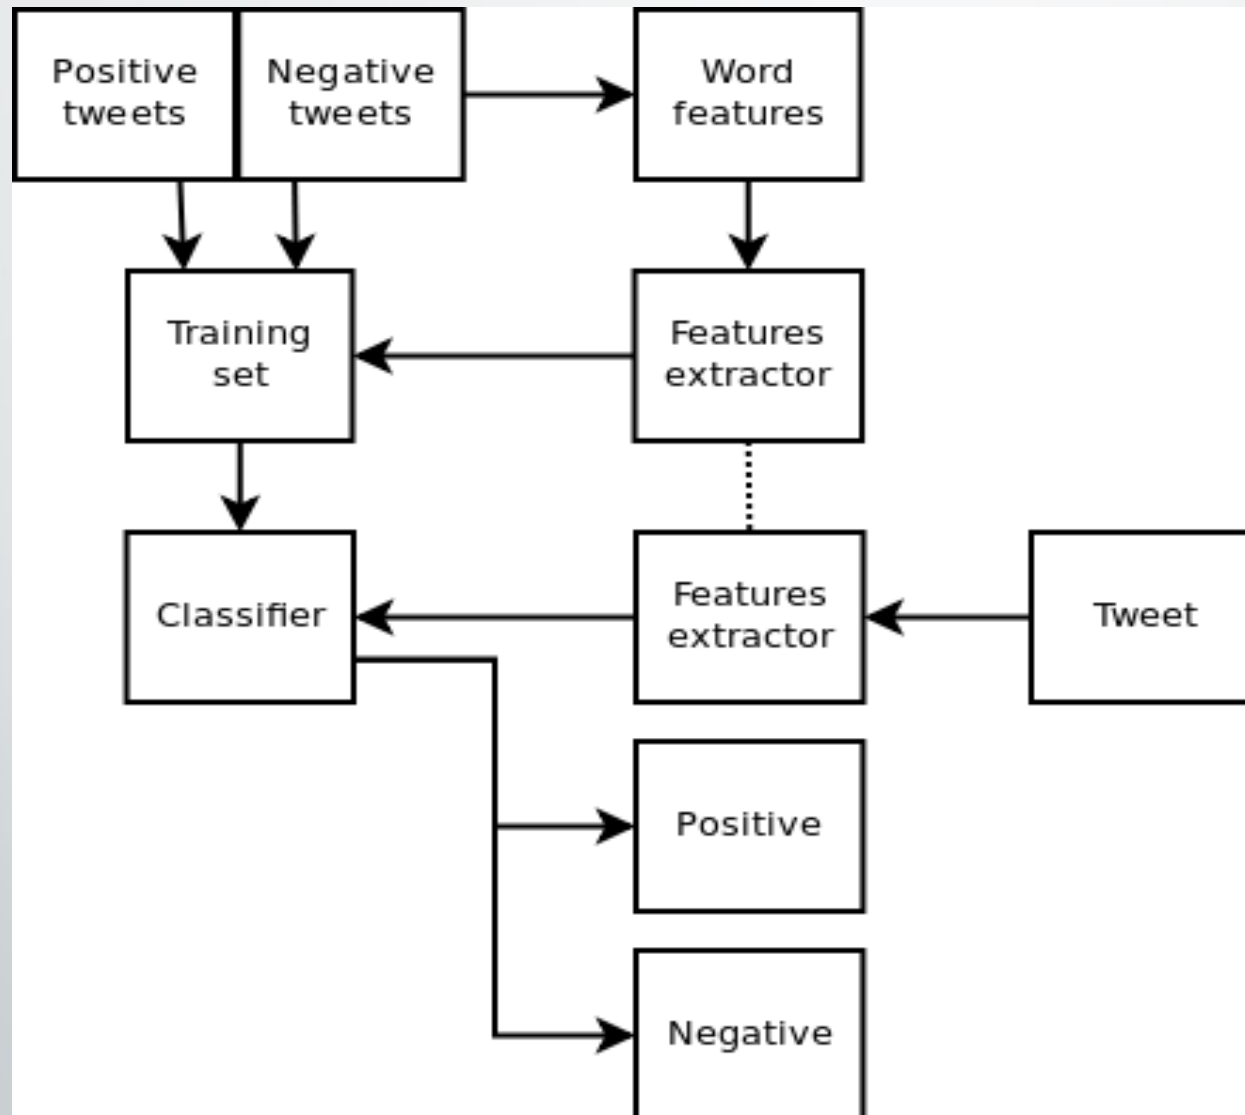 Positive
tweets
Negative
tweets
Word
features
Training
set
Features
extractor
Classifier
Features
extractor
Tweet
Positive
Negative